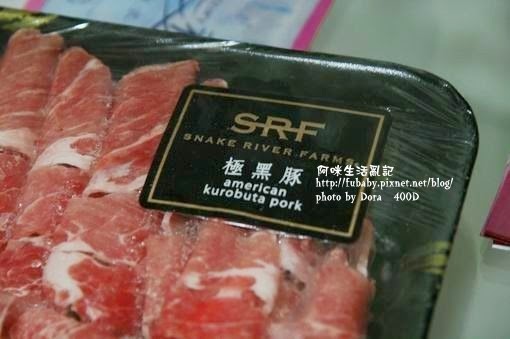 SRF
SNAKE RIVER FARMS
極黑豚
american
kurobuta pork
阿咪生活亂記
http://fubaby.pixnet.net/blog/
photo by Dora 400D